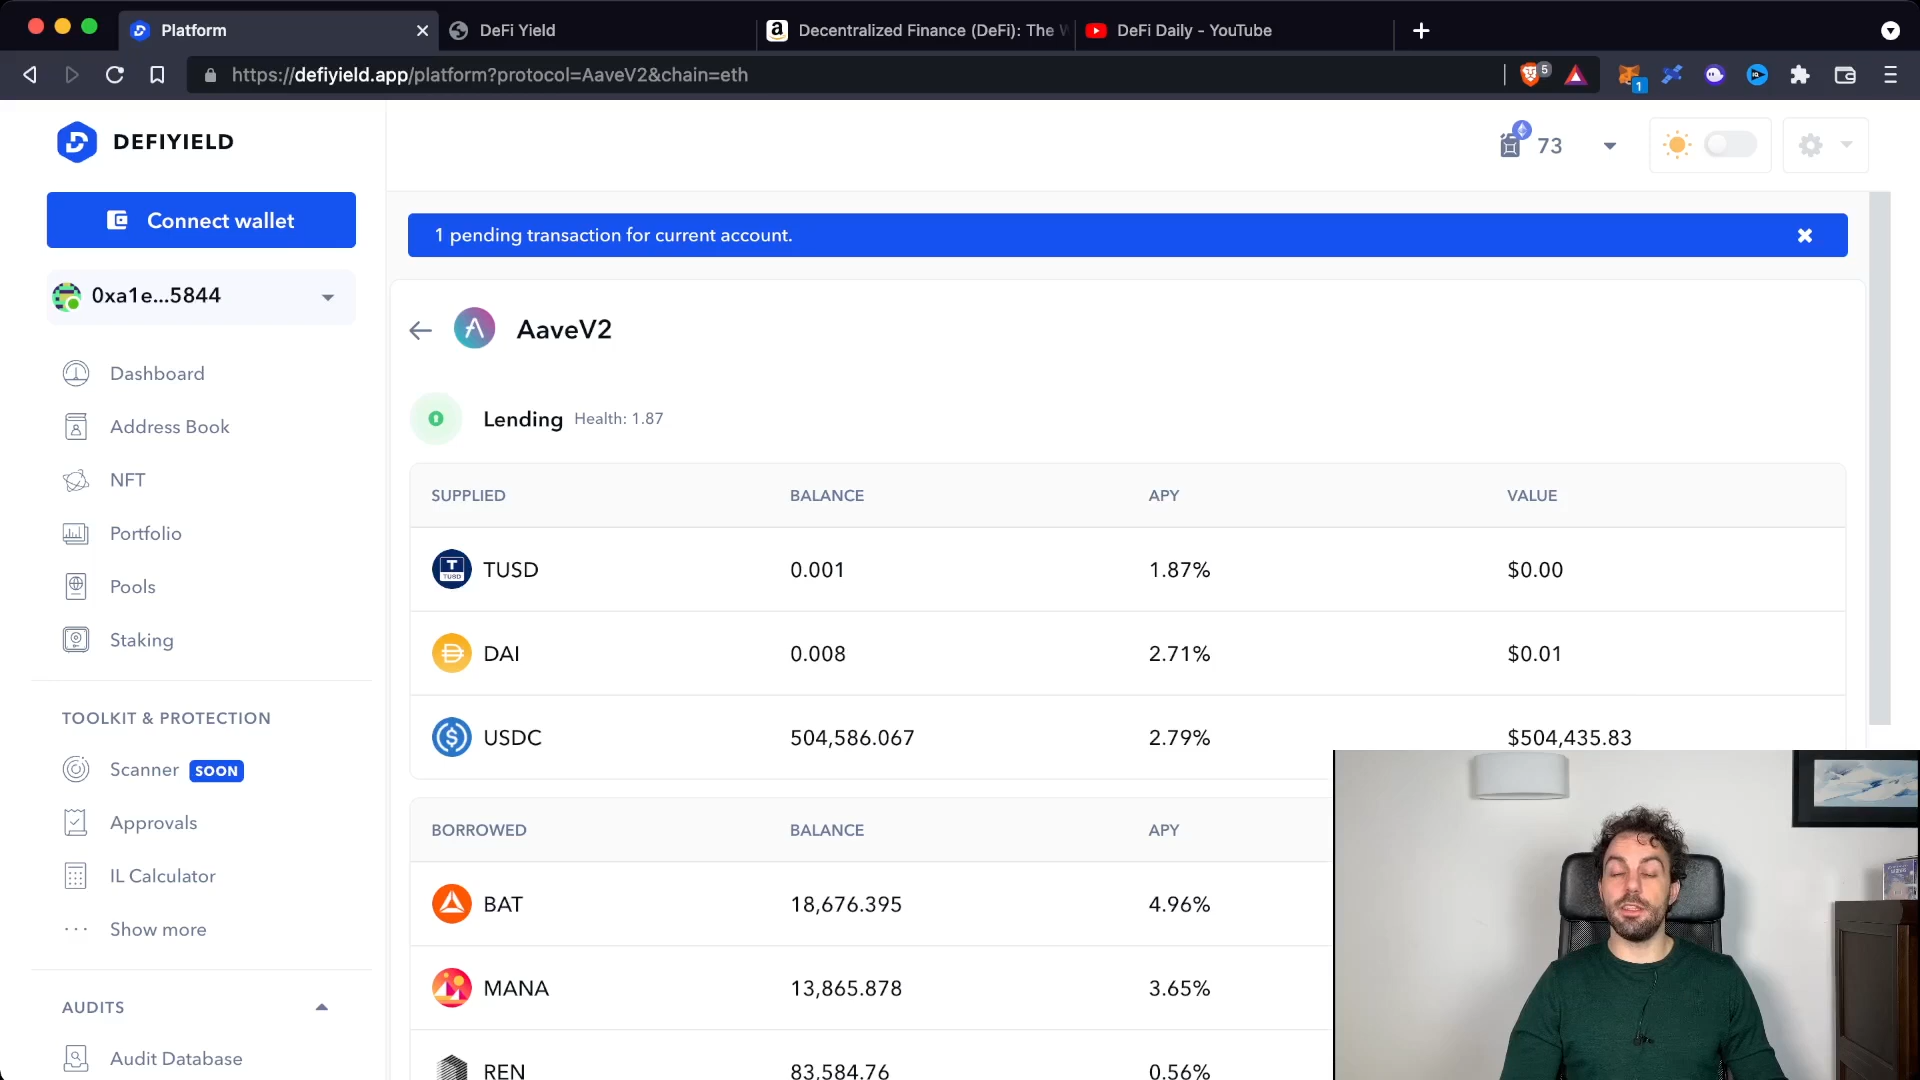 Platform
DeFi Yield
Decentralized Finance (DeFi): The W
DeFi Daily - YouTube
https://defiyield.app/platform?protocol=AaveV2&chain=eth
5
1
DEFIYIELD
73
Connect wallet
1 pending transaction for current account.
0xa1e...5844
AaveV2
Dashboard
Address Book
Lending Health: 1.87
NFT
SUPPLIED BALANCE APY VALUE
Portfolio
TUSD 0.001 1.87% $0.00
Pools
Staking
DAI 0.008 2.71% $0.01
TOOLKIT & PROTECTION
USDC 504,586.067 2.79% $504,435.83
Scanner SOON
Approvals
BORROWED BALANCE APY
IL Calculator
BAT 18,676.395 4.96%
Show more
MANA 13,865.878 3.65%
AUDITS
Audit Database
REN 83,584.76 0.56%